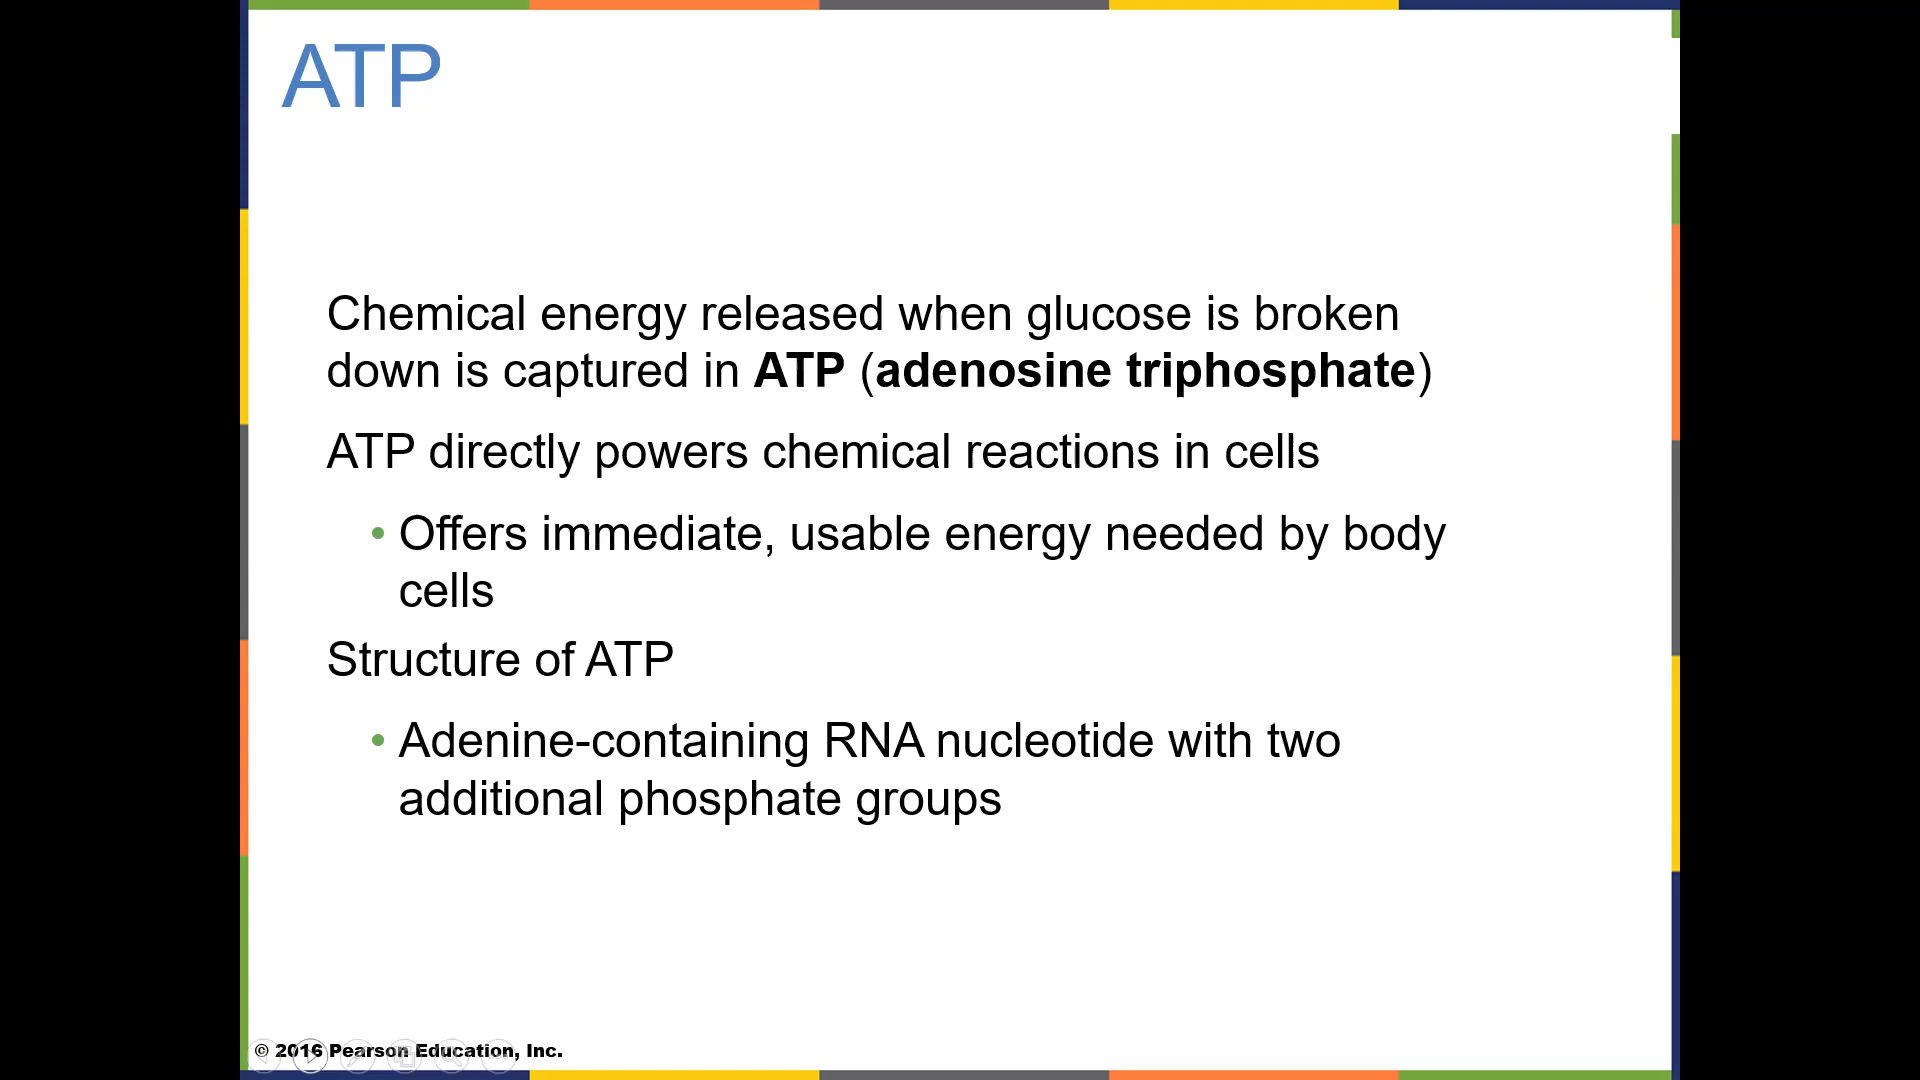 ATP
Chemical energy released when glucose is broken
down is captured in ATP (adenosine triphosphate)
ATP directly powers chemical reactions in cells
• Offers immediate, usable energy needed by body
cells
Structure of ATP
• Adenine-containing RNA nucleotide with two
additional phosphate groups
© 2016 Pearson Education, Inc.